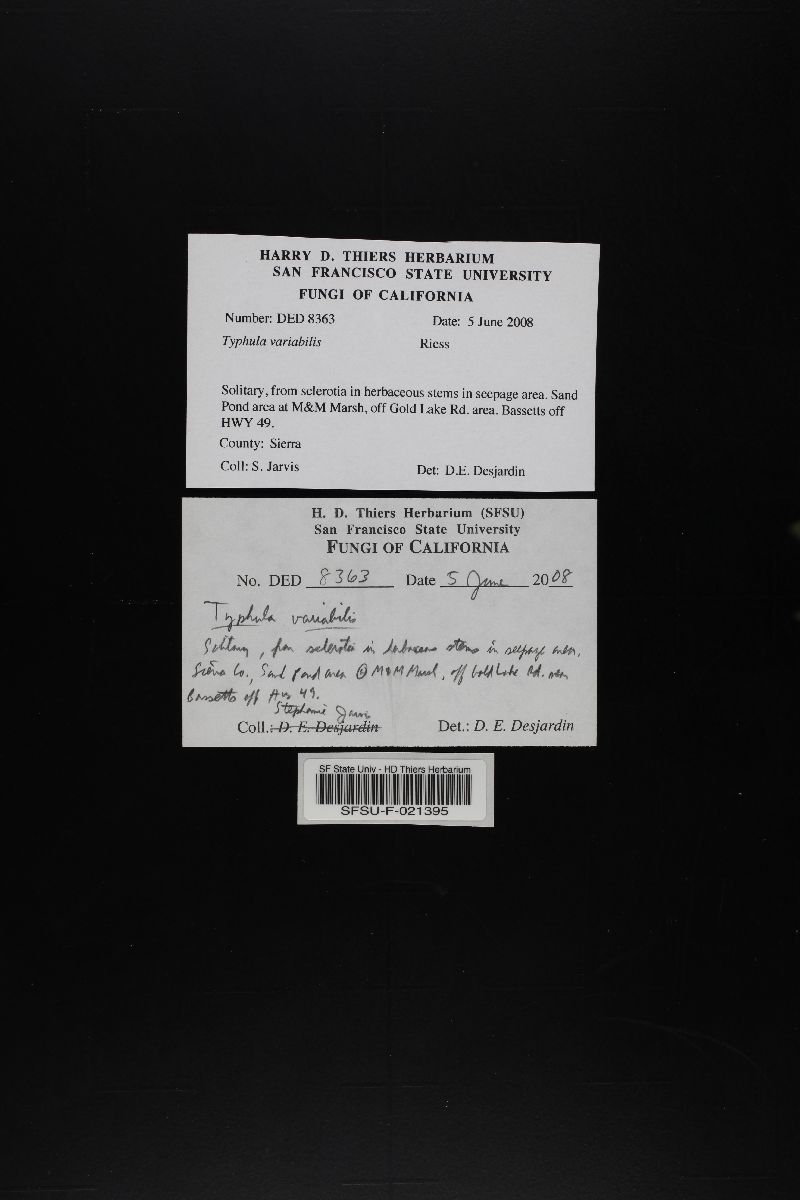 HARRY D. THIERS HERBARIUM
SAN FRANCISCO STATE UNIVERSITY
FUNGI OF CALIFORNIA
Number: DED 8363 Date: 5 June 2008
Typhula variabilis Riess
Solitary, from sclerotia in herbaceous stems in seepage area. Sand
Pond area at M&M Marsh, off Gold Lake Rd. area. Bassetts off
HWY 49.
County: Sierra
Coll: S. Jarvis Det: D.E. Desjardin
H. D. Thiers Herbarium (SFSU)
San Francisco State University
FUNGI OF CALIFORNIA
No. DED 8363 Date 5 June 2008
Typhula variabilis
Solitary, from sclerotia in herbaceous stems in seepage area,
Sierra Co., Sand Pond area @ M&M Marsh, off Gold Lake Rd. near
Bassetts off Hwy 49.
Stephanie Jarvis
Coll.: D. E. Desjardin Det.: D. E. Desjardin
SF State Univ - HD Thiers Herbarium
SFSU-F-021395